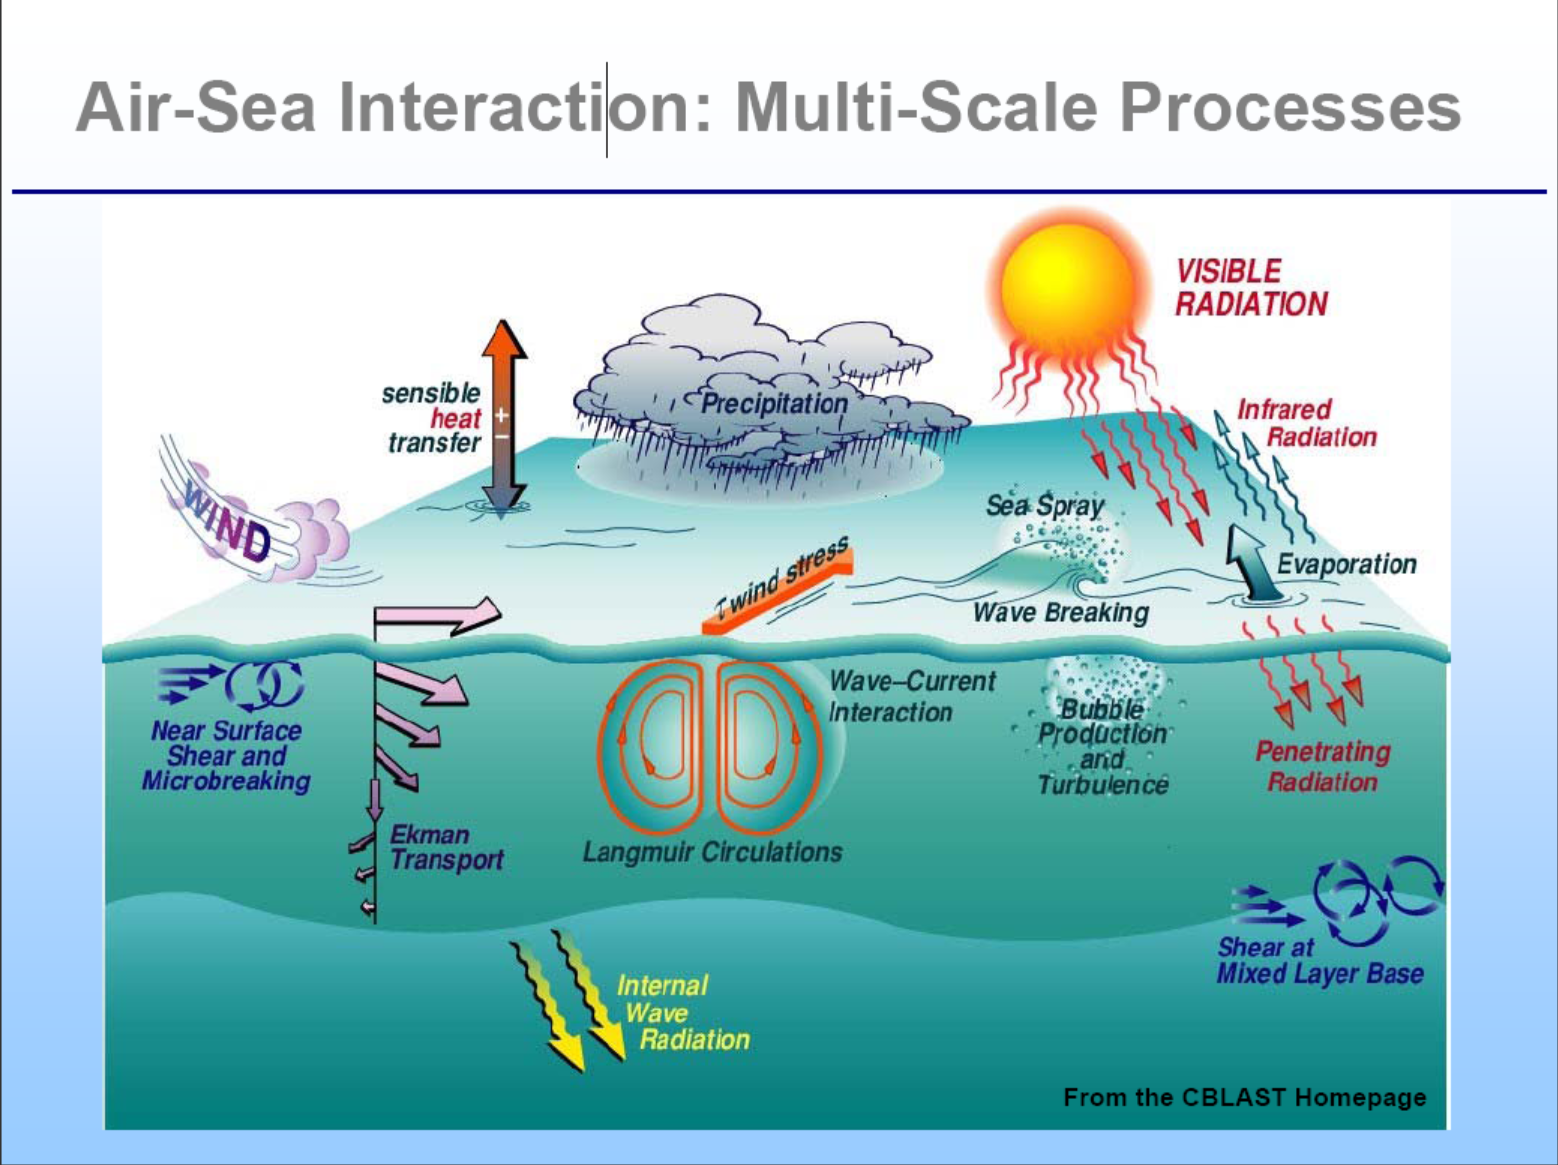 Air-Sea Interaction: Multi-Scale Processes
VISIBLE
RADIATION
sensible
heat
transfer
+
−
Precipitation
Infrared
Radiation
WIND
Sea Spray
τ wind stress
Evaporation
Wave Breaking
Near Surface
Shear and
Microbreaking
Wave–Current
Interaction
Bubble
Production
and
Turbulence
Penetrating
Radiation
Ekman
Transport
Langmuir Circulations
Shear at
Mixed Layer Base
Internal
Wave
Radiation
From the CBLAST Homepage